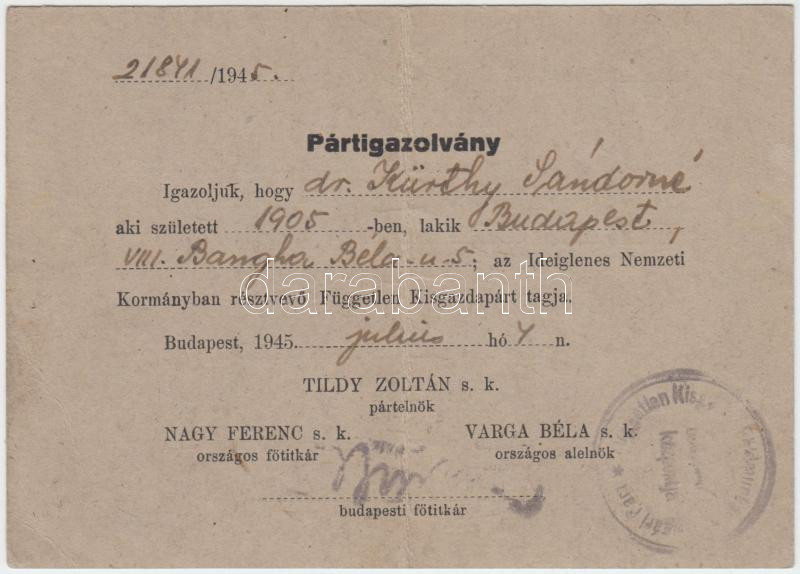 21841 /1945.
Pártigazolvány
Igazoljuk, hogy dr. Kürthy Sándorné
aki született 1905 -ben, lakik Budapest,
VIII. Bangha Béla-u-5; az Ideiglenes Nemzeti
Kormányban résztvevő Független Kisgazdapárt tagja.
darabanth
Budapest, 1945. július hó 4 n.
TILDY ZOLTÁN s. k.
pártelnök
NAGY FERENC s. k. VARGA BÉLA s. k.
országos főtitkár országos alelnök
budapesti főtitkár